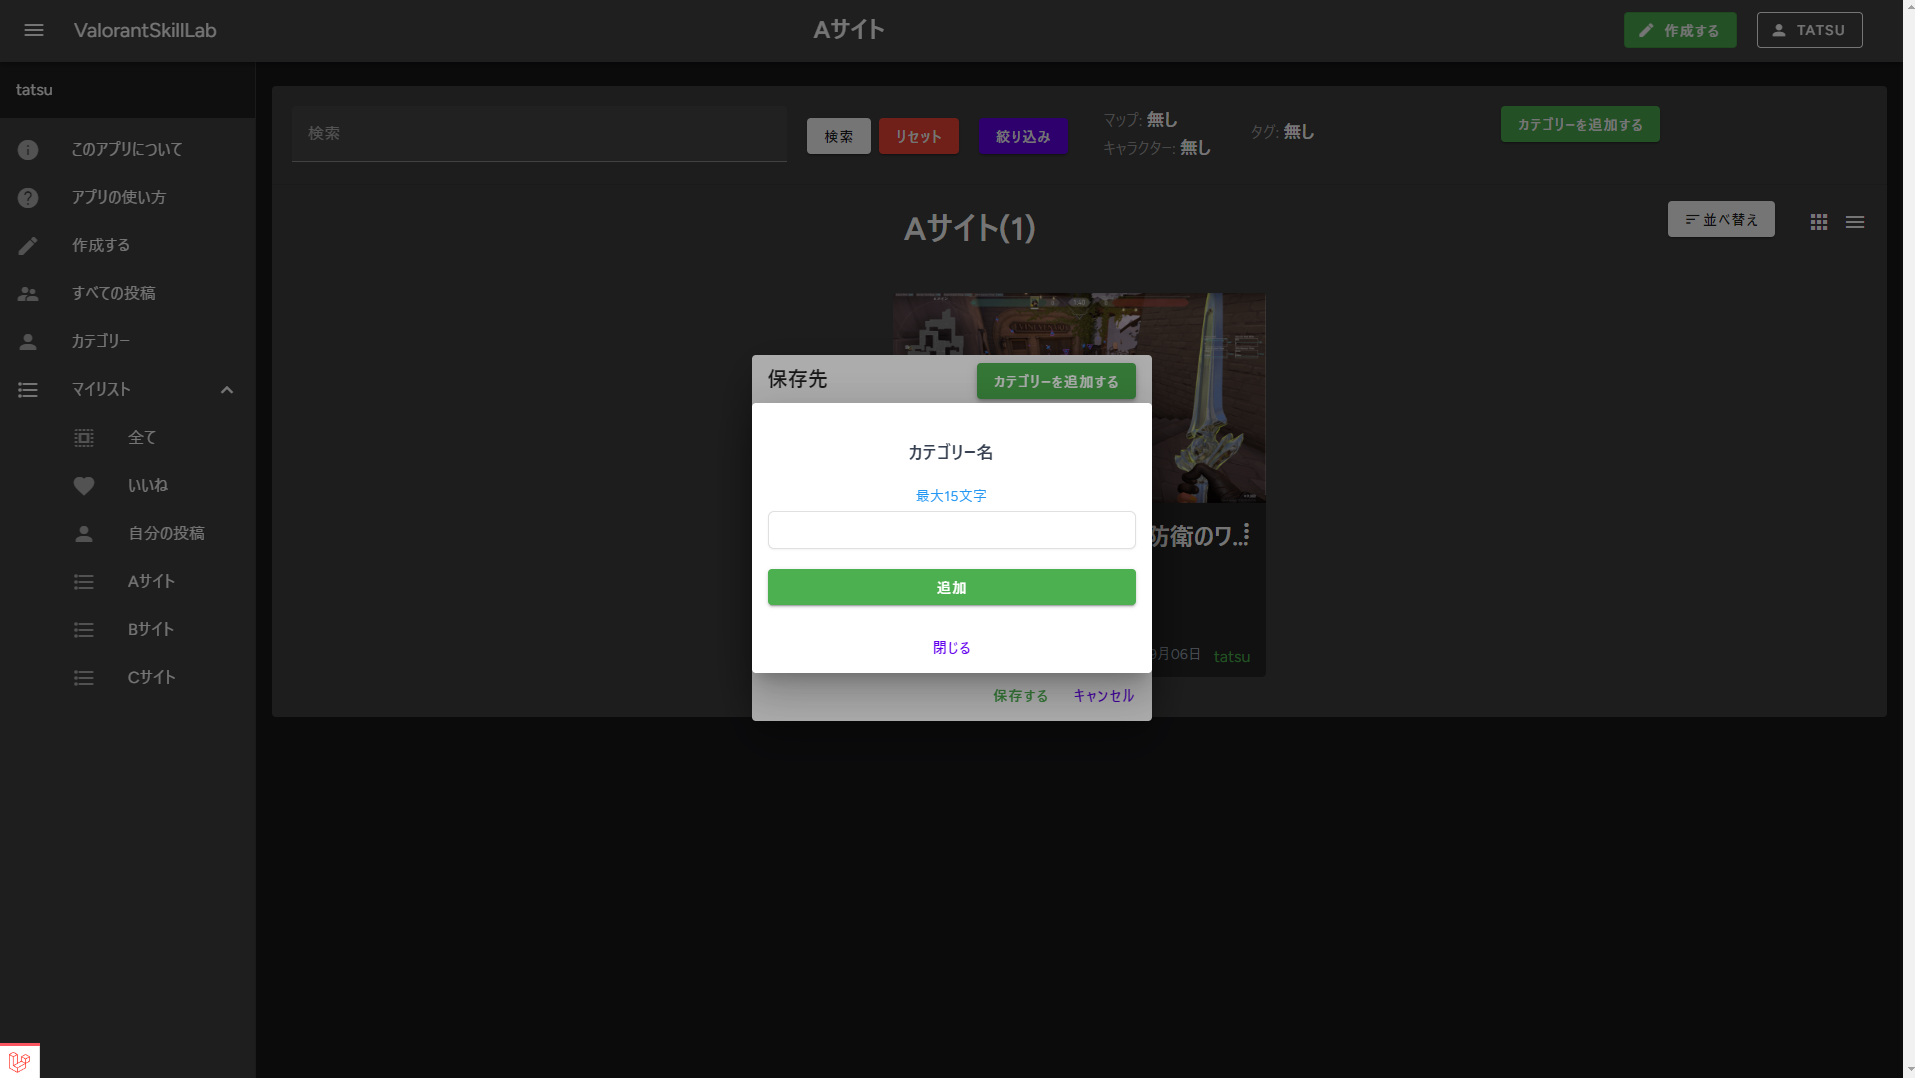 ValorantSkillLab
Aサイト
作成する
TATSU
tatsu
このアプリについて
アプリの使い方
作成する
すべての投稿
カテゴリー
マイリスト
全て
いいね
自分の投稿
Aサイト
Bサイト
Cサイト
検索
検索
リセット
絞り込み
マップ: 無し
キャラクター: 無し
タグ: 無し
カテゴリーを追加する
Aサイト(1)
並べ替え
保存先
カテゴリーを追加する
カテゴリー名
最大15文字
追加
閉じる
防衛のワ...
9月06日
tatsu
保存する
キャンセル